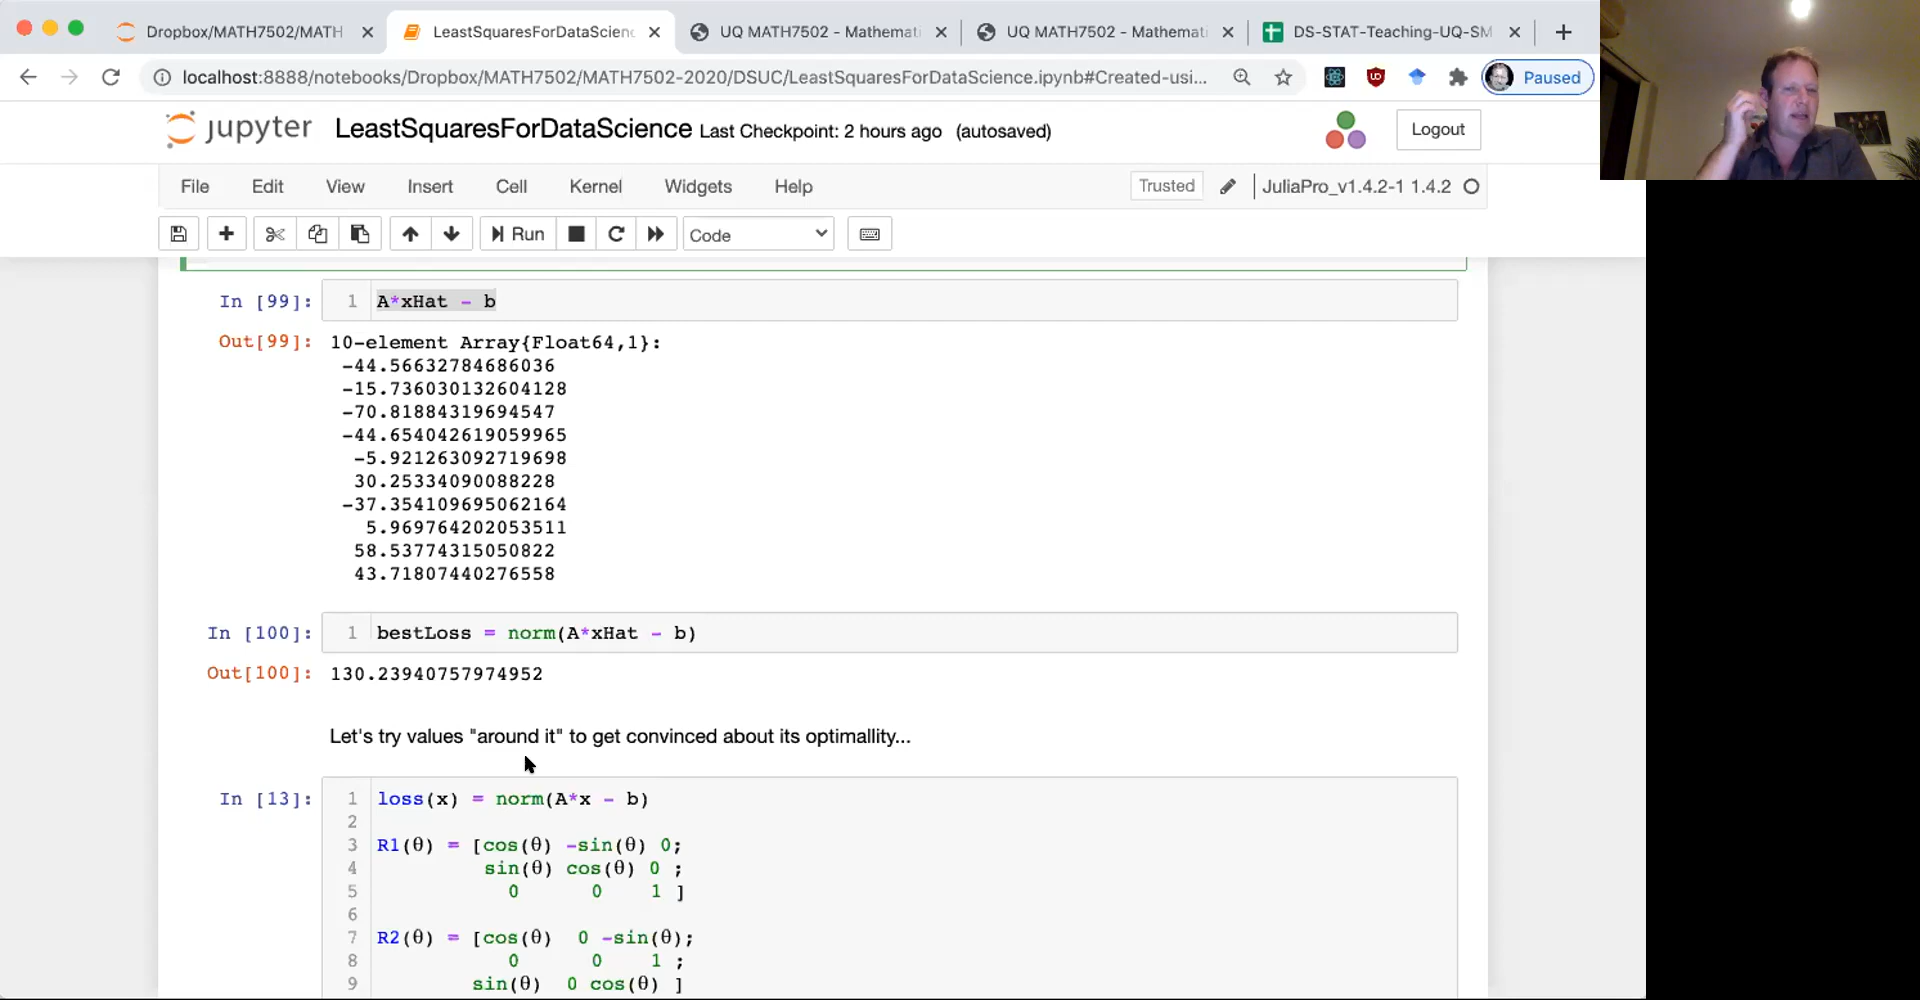 Dropbox/MATH7502/MATH
LeastSquaresForDataScienc
UQ MATH7502 - Mathemati
UQ MATH7502 - Mathemati
DS-STAT-Teaching-UQ-SM
localhost:8888/notebooks/Dropbox/MATH7502/MATH7502-2020/DSUC/LeastSquaresForDataScience.ipynb#Created-usi...
Paused
jupyter LeastSquaresForDataScience Last Checkpoint: 2 hours ago (autosaved)
Logout
File Edit View Insert Cell Kernel Widgets Help
Trusted
JuliaPro_v1.4.2-1 1.4.2
Run
Code
In [99]: 1 A*xHat - b
Out[99]: 10-element Array{Float64,1}:
-44.56632784686036
-15.736030132604128
-70.81884319694547
-44.654042619059965
-5.921263092719698
30.25334090088228
-37.354109695062164
5.969764202053511
58.53774315050822
43.71807440276558
In [100]: 1 bestLoss = norm(A*xHat - b)
Out[100]: 130.23940757974952
Let's try values "around it" to get convinced about its optimallity...
In [13]: 1 loss(x) = norm(A*x - b)
2
3 R1(θ) = [cos(θ) -sin(θ) 0;
4 sin(θ) cos(θ) 0 ;
5 0 0 1 ]
6
7 R2(θ) = [cos(θ) 0 -sin(θ);
8 0 0 1 ;
9 sin(θ) 0 cos(θ) ]